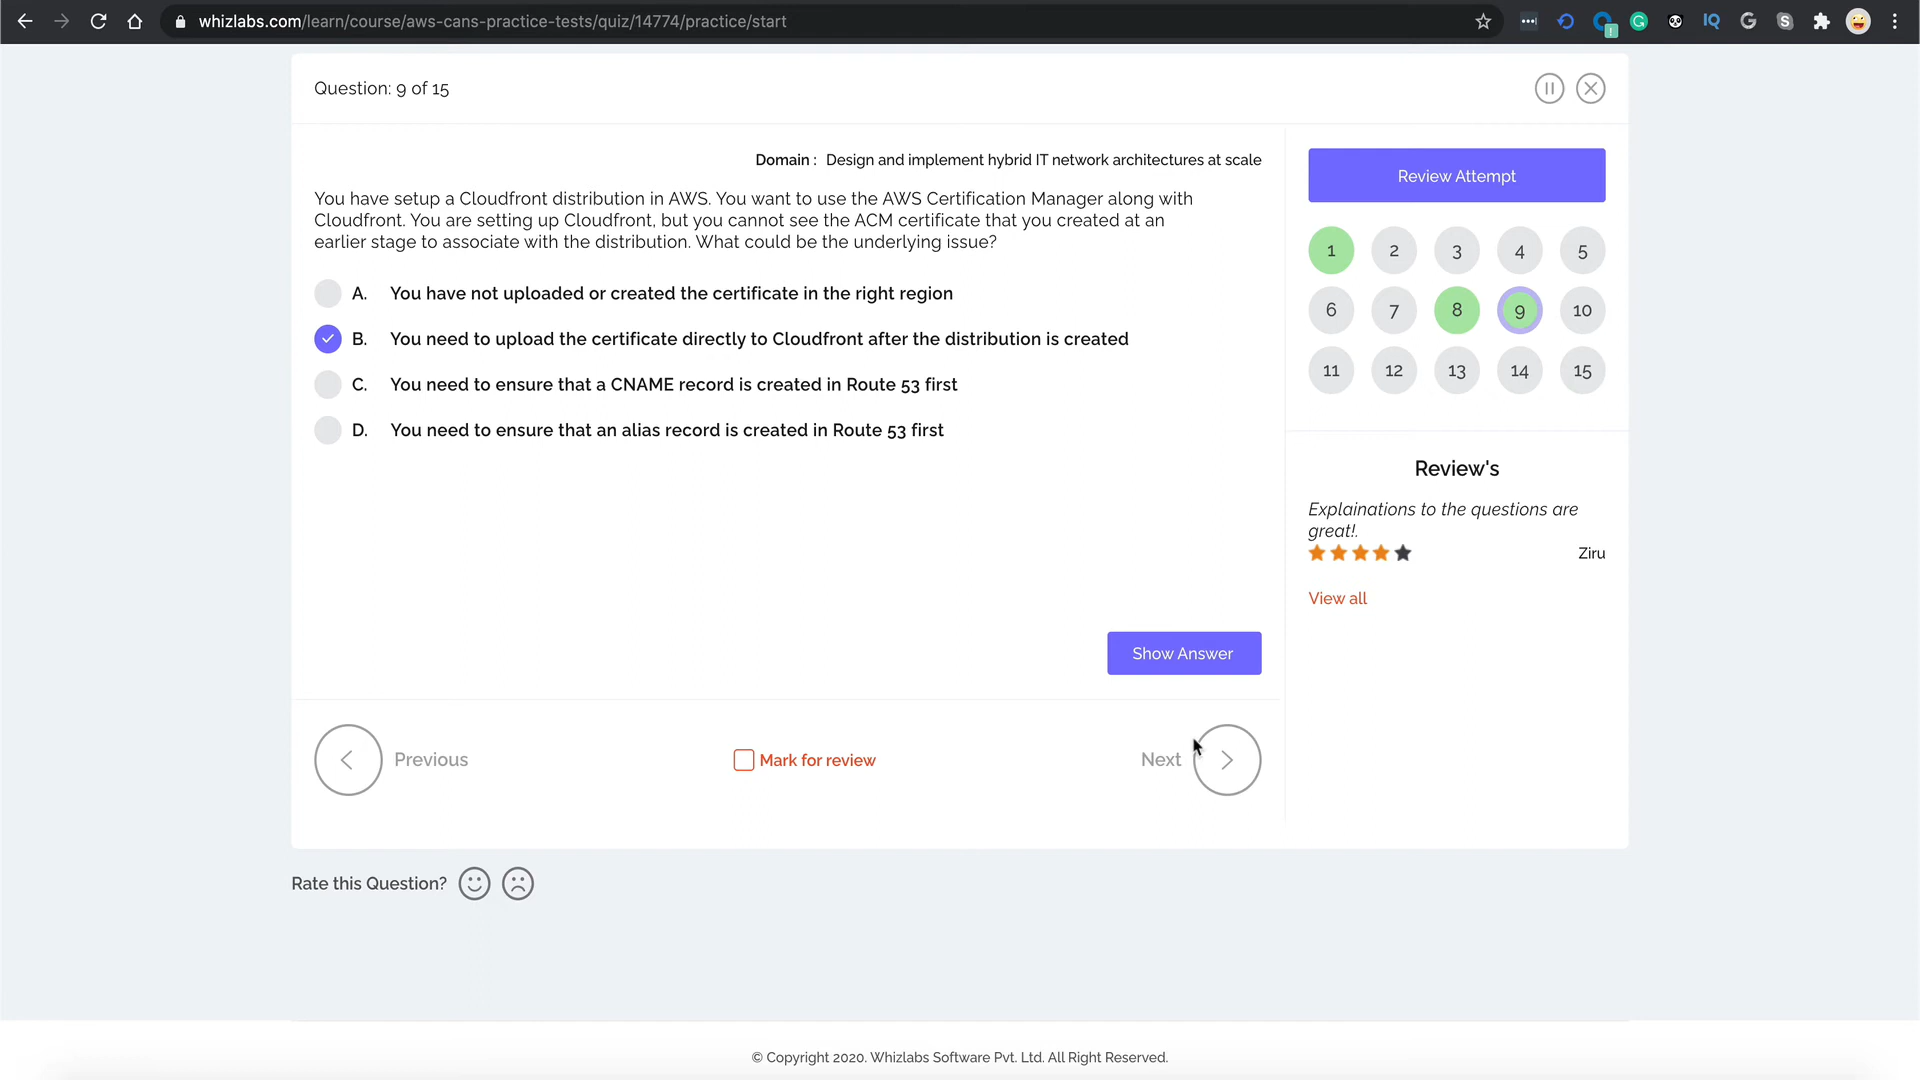 whizlabs.com/learn/course/aws-cans-practice-tests/quiz/14774/practice/start
Question: 9 of 15
Domain : Design and implement hybrid IT network architectures at scale
You have setup a Cloudfront distribution in AWS. You want to use the AWS Certification Manager along with
Cloudfront. You are setting up Cloudfront, but you cannot see the ACM certificate that you created at an
earlier stage to associate with the distribution. What could be the underlying issue?
A. You have not uploaded or created the certificate in the right region
B. You need to upload the certificate directly to Cloudfront after the distribution is created
C. You need to ensure that a CNAME record is created in Route 53 first
D. You need to ensure that an alias record is created in Route 53 first
Show Answer
Previous
Mark for review
Next
Review Attempt
1 2 3 4 5
6 7 8 9 10
11 12 13 14 15
Review's
Explainations to the questions are
great!.
Ziru
View all
Rate this Question?
© Copyright 2020. Whizlabs Software Pvt. Ltd. All Right Reserved.